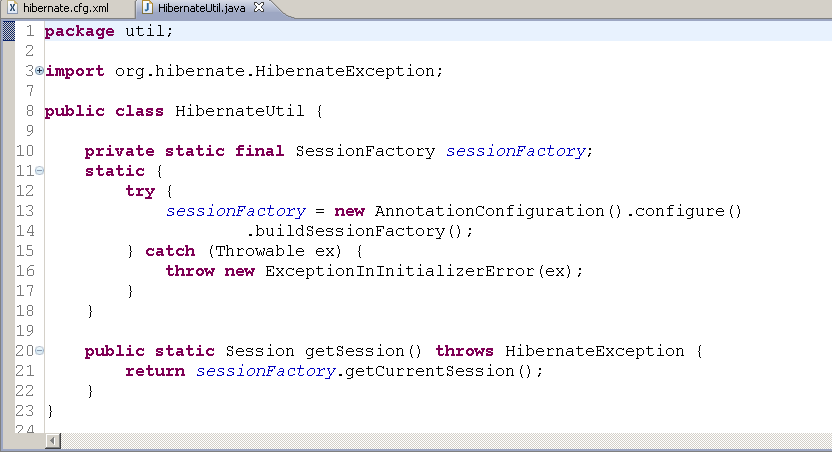 hibernate.cfg.xml HibernateUtil.java
1 package util;
2
3 import org.hibernate.HibernateException;
7
8 public class HibernateUtil {
9
10     private static final SessionFactory sessionFactory;
11     static {
12         try {
13             sessionFactory = new AnnotationConfiguration().configure()
14                     .buildSessionFactory();
15         } catch (Throwable ex) {
16             throw new ExceptionInInitializerError(ex);
17         }
18     }
19
20     public static Session getSession() throws HibernateException {
21         return sessionFactory.getCurrentSession();
22     }
23 }
24